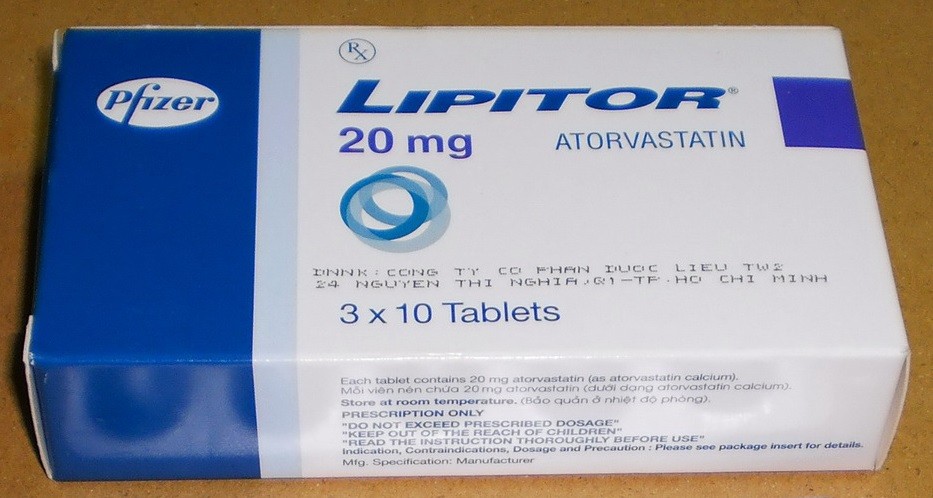 Pfizer
Rx
LIPITOR®
20 mg
ATORVASTATIN
DNNK: CONG TY CO PHAN DUOC LIEU TW2
24 NGUYEN THI NGHIA,Q1-TP.HO CHI MINH
3 x 10 Tablets
Each tablet contains 20 mg atorvastatin (as atorvastatin calcium).
Mỗi viên nén chứa 20 mg atorvastatin (dưới dạng atorvastatin calcium).
Store at room temperature. (Bảo quản ở nhiệt độ phòng).
PRESCRIPTION ONLY
"DO NOT EXCEED PRESCRIBED DOSAGE"
"KEEP OUT OF THE REACH OF CHILDREN"
"READ THE INSTRUCTION THOROUGHLY BEFORE USE"
Indication, Contraindications, Dosage and Precaution : Please see package insert for details.
Mfg. Specification: Manufacturer